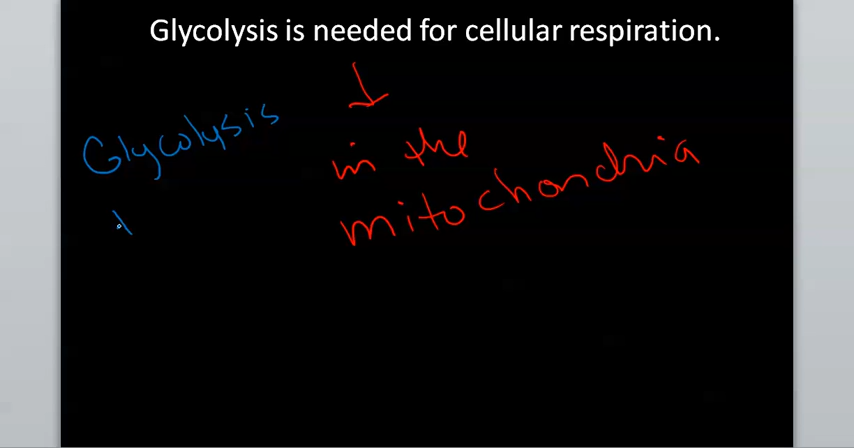 Glycolysis is needed for cellular respiration.
Glycolysis
in the
mitochondria